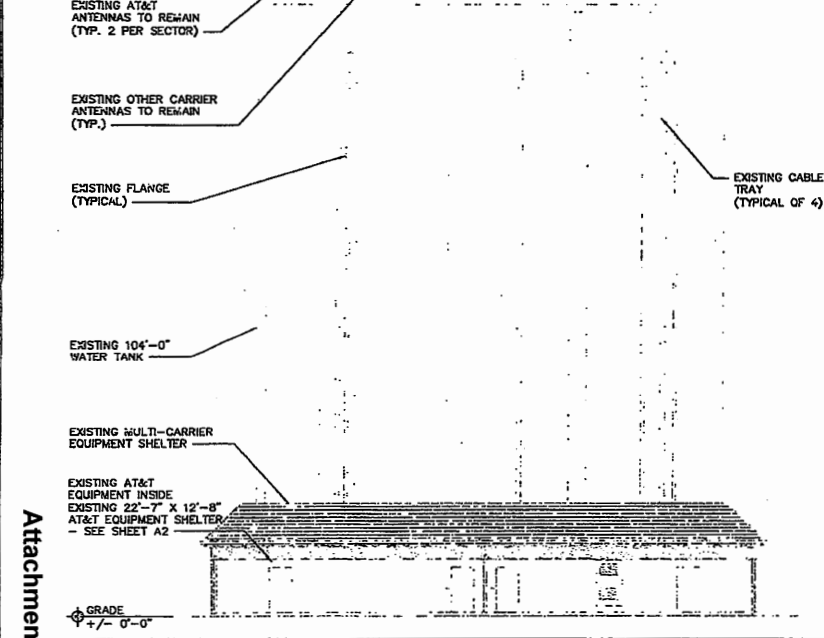 EXISTING AT&T
ANTENNAS TO REMAIN
(TYP. 2 PER SECTOR)
EXISTING OTHER CARRIER
ANTENNAS TO REMAIN
(TYP.)
EXISTING FLANGE
(TYPICAL)
EXISTING CABLE
TRAY
(TYPICAL OF 4)
EXISTING 104'-0"
WATER TANK
EXISTING MULTI-CARRIER
EQUIPMENT SHELTER
EXISTING AT&T
EQUIPMENT INSIDE
EXISTING 22'-7" X 12'-8"
AT&T EQUIPMENT SHELTER
- SEE SHEET A2
GRADE
+/- 0'-0"
Attachmen